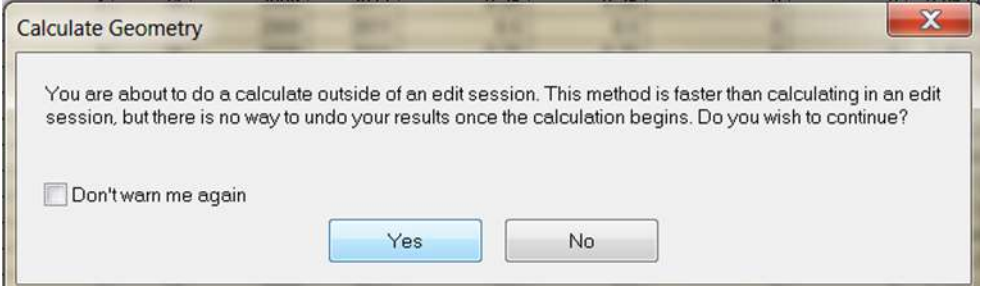 Calculate Geometry
You are about to do a calculate outside of an edit session. This method is faster than calculating in an edit
session, but there is no way to undo your results once the calculation begins. Do you wish to continue?
Don't warn me again
Yes
No